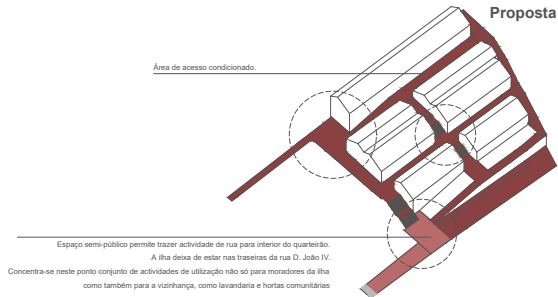 Proposta
Área de acesso condicionado.
Espaço semi-público permite trazer actividade de rua para interior do quarteirão.
A ilha deixa de estar nas traseiras da rua D. João IV.
Concentra-se neste ponto conjunto de actividades de utilização não só para moradores da ilha
como também para a vizinhança, como lavandaria e hortas comunitárias